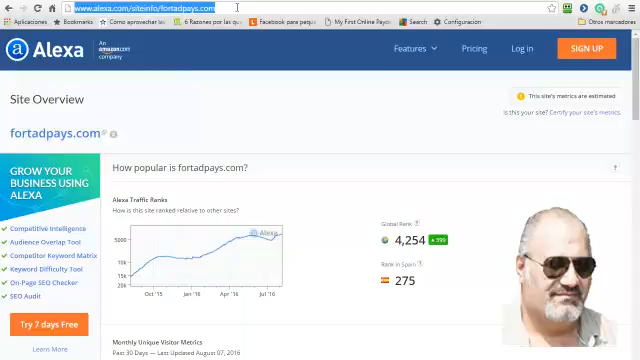 www.alexa.com/siteinfo/fortadpays.com
Aplicaciones Bookmarks Cómo aprovechar las 6 Razones por las qu Facebook para pequ My First Online Payo Search Configuración Otros marcadores
Alexa An amazon.com company Features Pricing Log in SIGN UP
Site Overview
This site's metrics are estimated
Is this your site? Certify your site's metrics.
fortadpays.com
GROW YOUR
BUSINESS USING
ALEXA
Competitive Intelligence
Audience Overlap Tool
Competitor Keyword Matrix
Keyword Difficulty Tool
On-Page SEO Checker
SEO Audit
Try 7 days Free
Learn More
How popular is fortadpays.com?
Alexa Traffic Ranks
How is this site ranked relative to other sites?
Alexa
5000
10k
15k
20k
Oct '15 Jan '16 Apr '16 Jul '16
Global Rank
4,254 399
Rank in Spain
275
Monthly Unique Visitor Metrics
Past 30 Days — Last Updated August 07, 2016